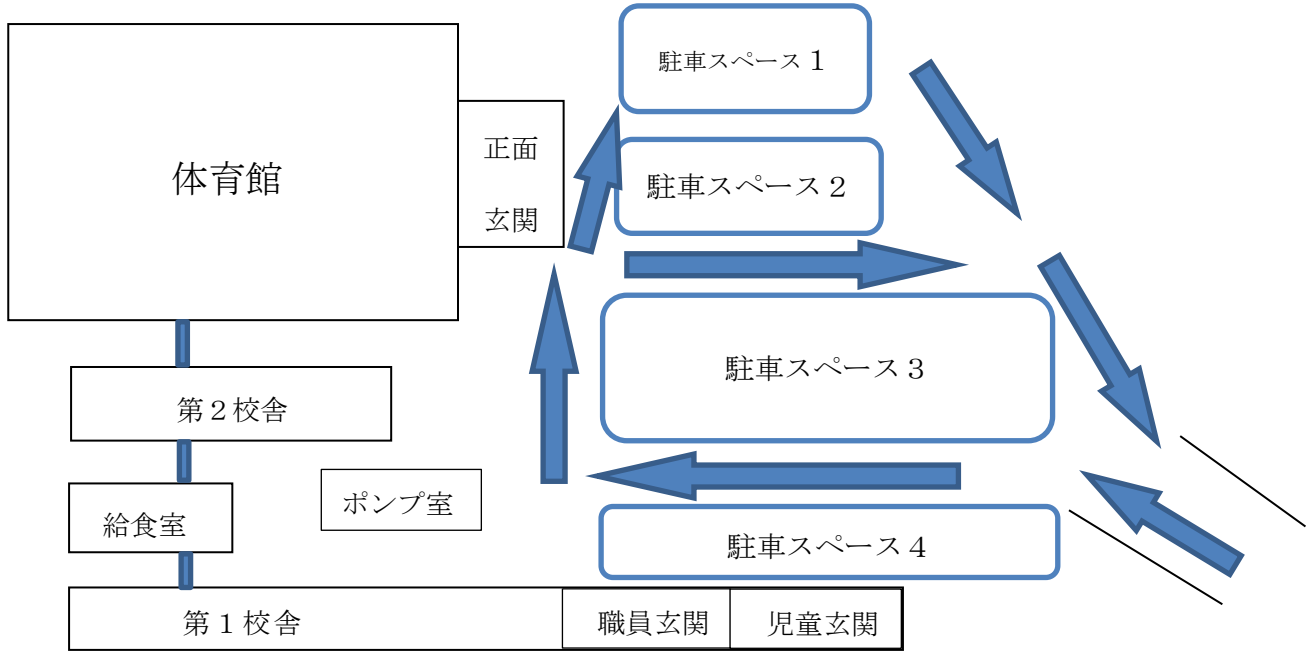 駐車スペース１
体育館
正面
玄関
駐車スペース２
駐車スペース３
第２校舎
ポンプ室
給食室
駐車スペース４
第１校舎
職員玄関
児童玄関